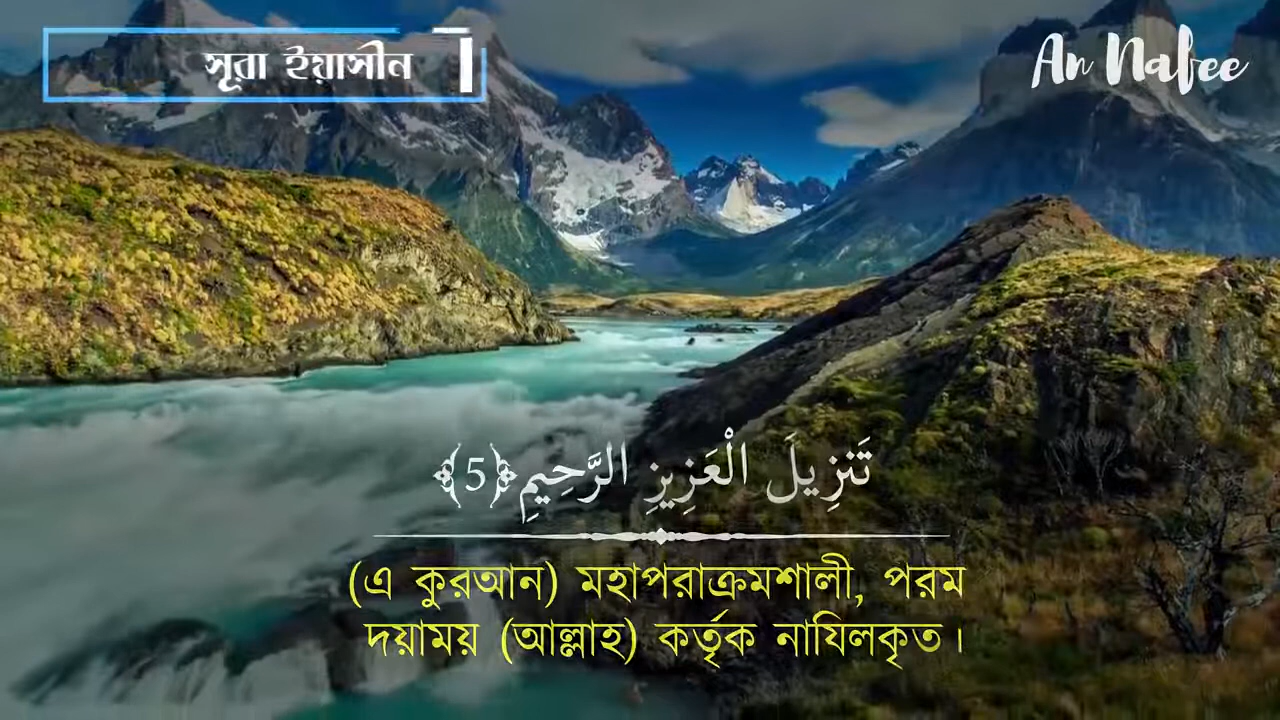 সূরা ইয়াসীন
An Nafee
تَنزِيلَ الْعَزِيزِ الرَّحِيمِ ﴿5﴾
(এ কুরআন) মহাপরাক্রমশালী, পরম
দয়াময় (আল্লাহ) কর্তৃক নাযিলকৃত।